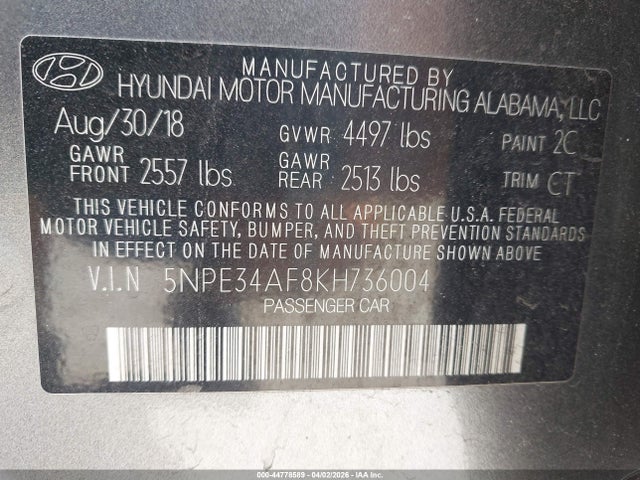 MANUFACTURED BY
HYUNDAI MOTOR MANUFACTURING ALABAMA, LLC
Aug/30/18 GVWR 4497 lbs PAINT 2C
GAWR FRONT 2557 lbs GAWR REAR 2513 lbs TRIM CT
THIS VEHICLE CONFORMS TO ALL APPLICABLE U.S.A. FEDERAL
MOTOR VEHICLE SAFETY, BUMPER, AND THEFT PREVENTION STANDARDS
IN EFFECT ON THE DATE OF MANUFACTURE SHOWN ABOVE
V.I.N 5NPE34AF8KH736004
PASSENGER CAR
000-44778589 - 04/02/2026 - IAA Corp.